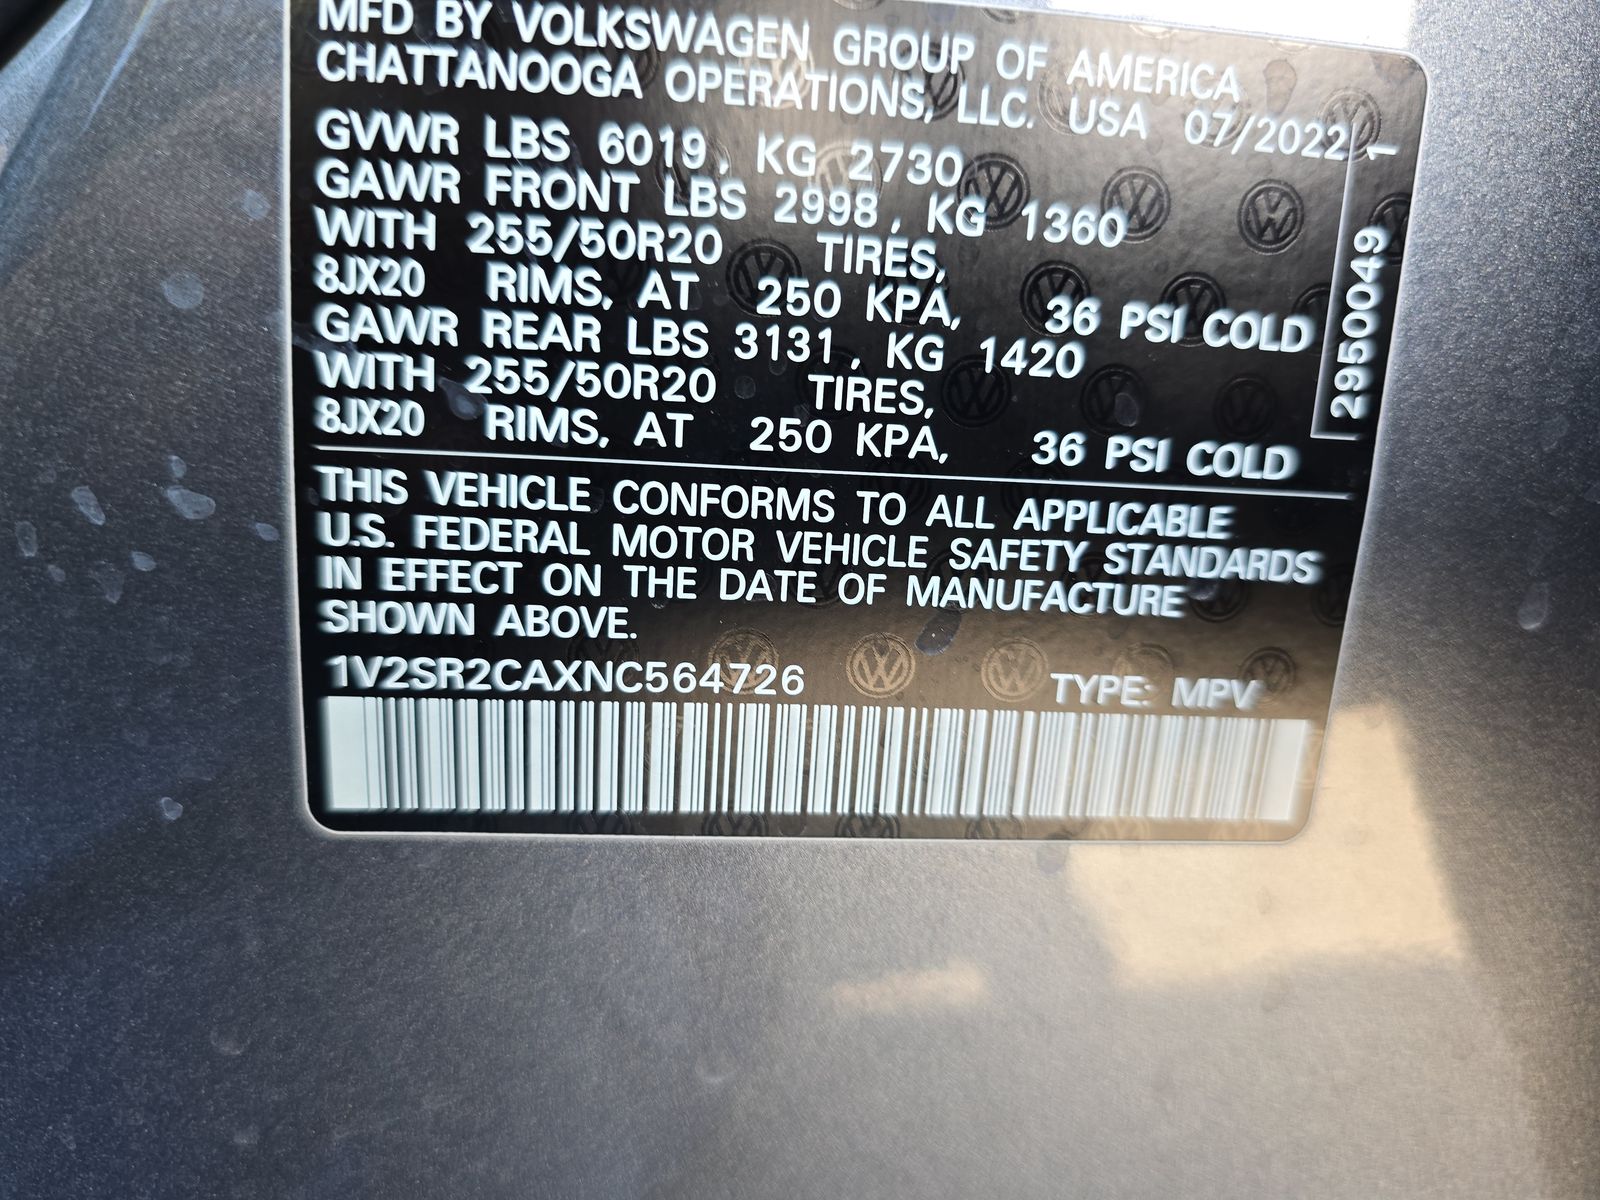 MFD BY VOLKSWAGEN GROUP OF AMERICA
CHATTANOOGA OPERATIONS, LLC. USA 07/2022 1
GVWR LBS 6019, KG 2730
GAWR FRONT LBS 2998, KG 1360
WITH 255/50R20 TIRES,
8JX20 RIMS, AT 250 KPA, 36 PSI COLD
GAWR REAR LBS 3131, KG 1420
WITH 255/50R20 TIRES,
8JX20 RIMS, AT 250 KPA, 36 PSI COLD
2950049
THIS VEHICLE CONFORMS TO ALL APPLICABLE
U.S. FEDERAL MOTOR VEHICLE SAFETY STANDARDS
IN EFFECT ON THE DATE OF MANUFACTURE
SHOWN ABOVE.
1V2SR2CAXNC564726 TYPE: MPV